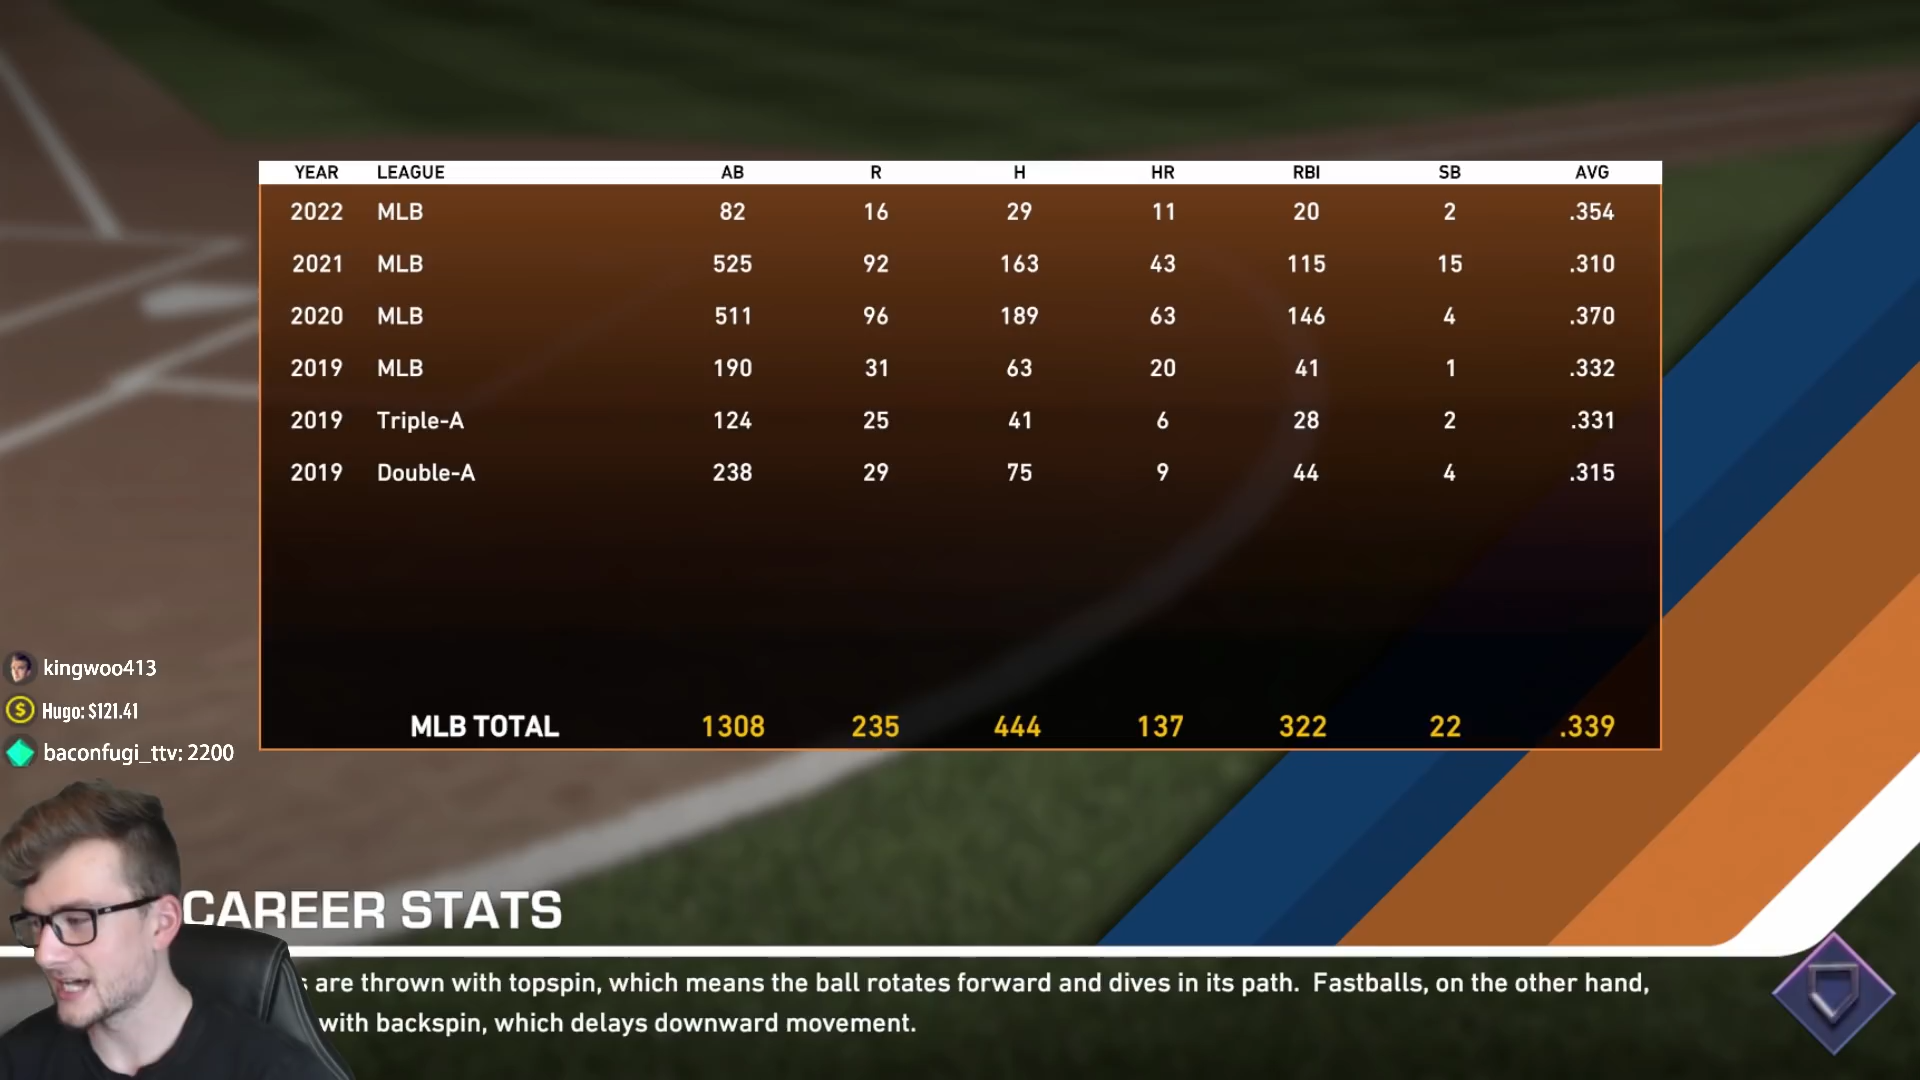 YEAR LEAGUE AB R H HR RBI SB AVG
2022 MLB 82 16 29 11 20 2 .354
2021 MLB 525 92 163 43 115 15 .310
2020 MLB 511 96 189 63 146 4 .370
2019 MLB 190 31 63 20 41 1 .332
2019 Triple-A 124 25 41 6 28 2 .331
2019 Double-A 238 29 75 9 44 4 .315
MLB TOTAL 1308 235 444 137 322 22 .339
kingwoo413
Hugo: $121.41
baconfugi_ttv: 2200
CAREER STATS
are thrown with topspin, which means the ball rotates forward and dives in its path. Fastballs, on the other hand,
with backspin, which delays downward movement.